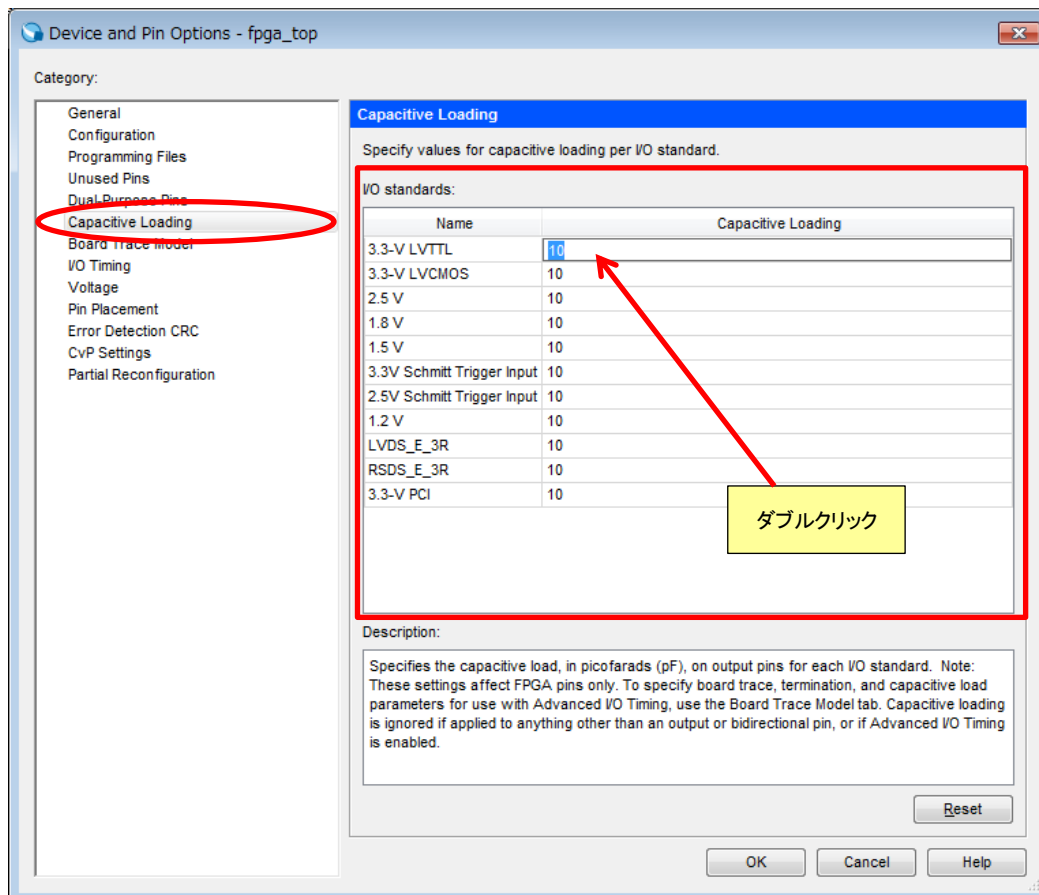 Device and Pin Options - fpga_top
Category:
General
Configuration
Programming Files
Unused Pins
Dual-Purpose Pins
Capacitive Loading
Board Trace Model
I/O Timing
Voltage
Pin Placement
Error Detection CRC
CvP Settings
Partial Reconfiguration
Capacitive Loading
Specify values for capacitive loading per I/O standard.
I/O standards:
Name Capacitive Loading
3.3-V LVTTL 10
3.3-V LVCMOS 10
2.5 V 10
1.8 V 10
1.5 V 10
3.3V Schmitt Trigger Input 10
2.5V Schmitt Trigger Input 10
1.2 V 10
LVDS_E_3R 10
RSDS_E_3R 10
3.3-V PCI 10
ダブルクリック
Description:
Specifies the capacitive load, in picofarads (pF), on output pins for each I/O standard. Note:
These settings affect FPGA pins only. To specify board trace, termination, and capacitive load
parameters for use with Advanced I/O Timing, use the Board Trace Model tab. Capacitive loading
is ignored if applied to anything other than an output or bidirectional pin, or if Advanced I/O Timing
is enabled.
Reset
OK Cancel Help